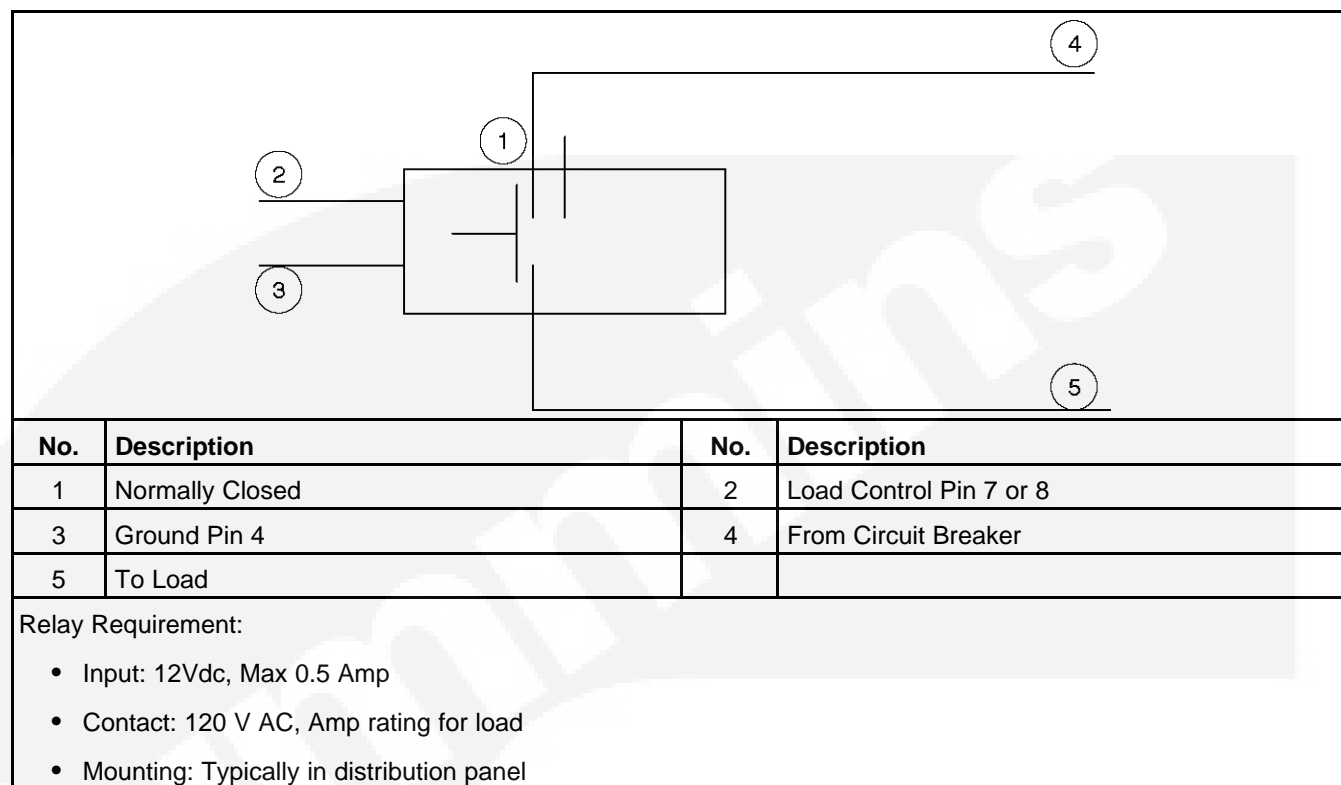 4
1
2
3
5
No. Description No. Description
1 Normally Closed 2 Load Control Pin 7 or 8
3 Ground Pin 4 4 From Circuit Breaker
5 To Load
Relay Requirement:
• Input: 12Vdc, Max 0.5 Amp
• Contact: 120 V AC, Amp rating for load
• Mounting: Typically in distribution panel